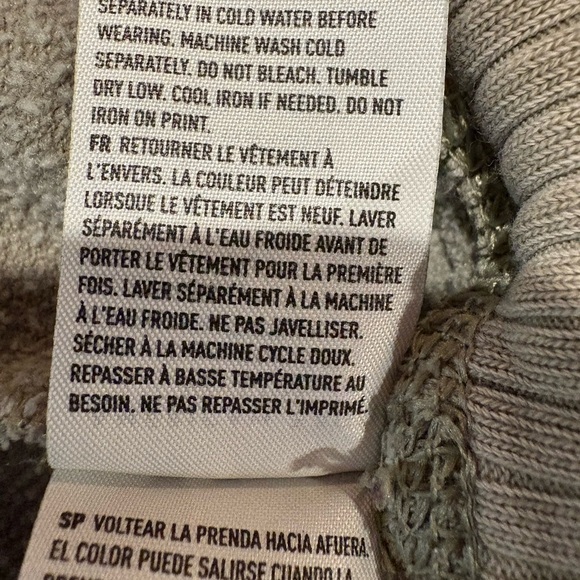 SEPARATELY IN COLD WATER BEFORE
WEARING. MACHINE WASH COLD
SEPARATELY. DO NOT BLEACH. TUMBLE
DRY LOW. COOL IRON IF NEEDED. DO NOT
IRON ON PRINT.
FR RETOURNER LE VÊTEMENT À
L'ENVERS. LA COULEUR PEUT DÉTEINDRE
LORSQUE LE VÊTEMENT EST NEUF. LAVER
SÉPARÉMENT À L'EAU FROIDE AVANT DE
PORTER LE VÊTEMENT POUR LA PREMIÈRE
FOIS. LAVER SÉPARÉMENT À LA MACHINE
À L'EAU FROIDE. NE PAS JAVELLISER.
SÉCHER À LA MACHINE CYCLE DOUX.
REPASSER À BASSE TEMPÉRATURE AU
BESOIN. NE PAS REPASSER L'IMPRIMÉ.
SP VOLTEAR LA PRENDA HACIA AFUERA.
EL COLOR PUEDE SALIRSE CUANDO LA